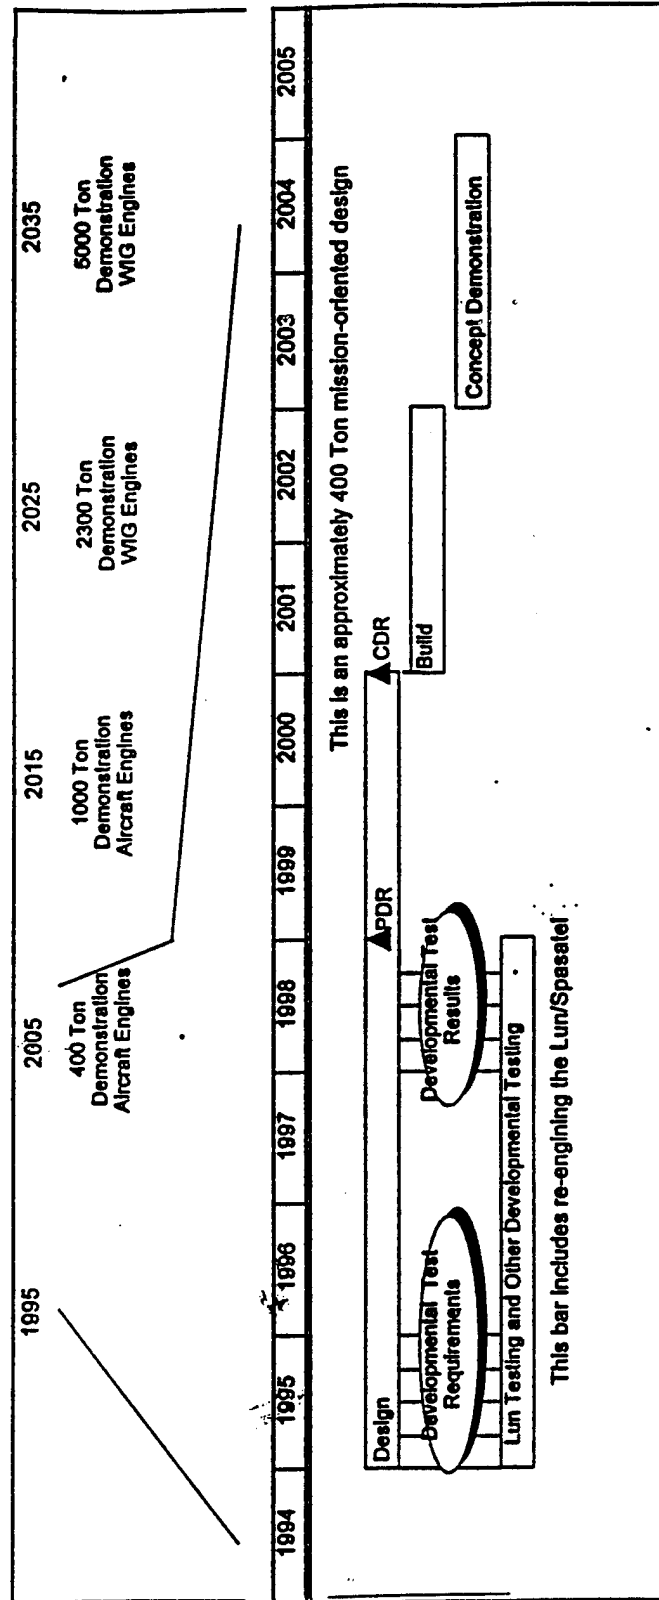 1995
2005
2015
2025
2035
400 Ton
Demonstration
Aircraft Engines
1000 Ton
Demonstration
Aircraft Engines
2300 Ton
Demonstration
WIG Engines
5000 Ton
Demonstration
WIG Engines
1994
1995
1996
1997
1998
1999
2000
2001
2002
2003
2004
2005
This is an approximately 400 Ton mission-oriented design
Design
PDR
CDR
Developmental Test
Requirements
Developmental Test
Results
Build
Concept Demonstration
Lun Testing and Other Developmental Testing
This bar includes re-engining the Lun/Spasatel